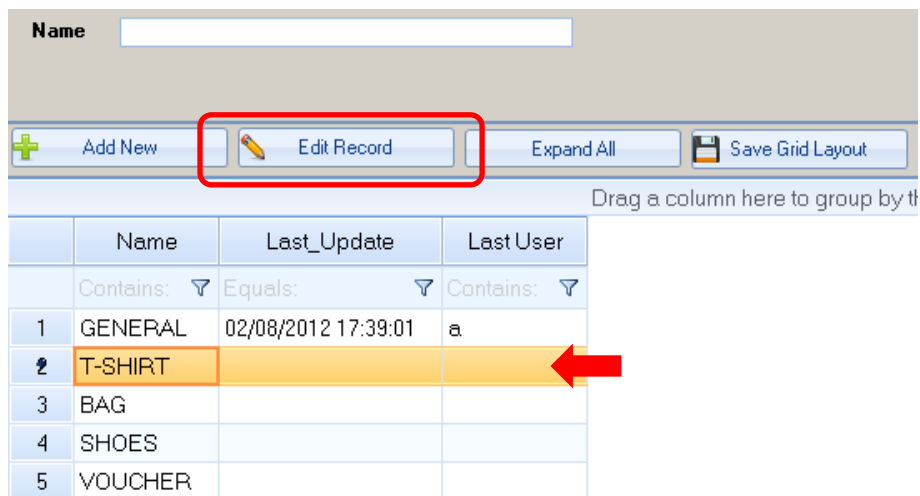 Name
Add New Edit Record Expand All Save Grid Layout
Drag a column here to group by
Name Last_Update Last User
Contains: Equals: Contains:
1 GENERAL 02/08/2012 17:39:01 a
2 T-SHIRT
3 BAG
4 SHOES
5 VOUCHER